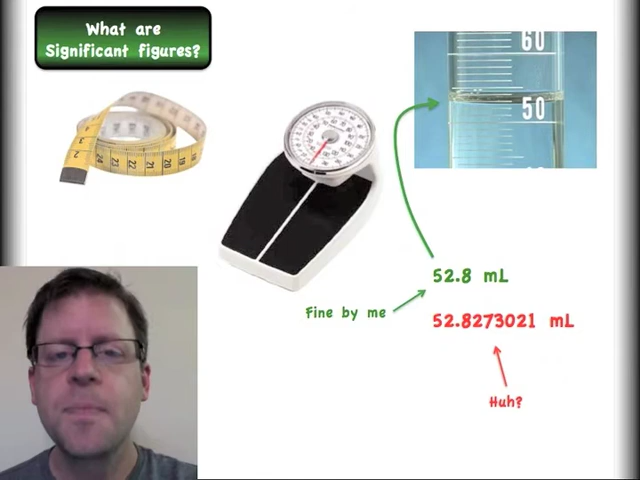 What are
Significant figures?
60
50
52.8 mL
Fine by me
52.8273021 mL
Huh?